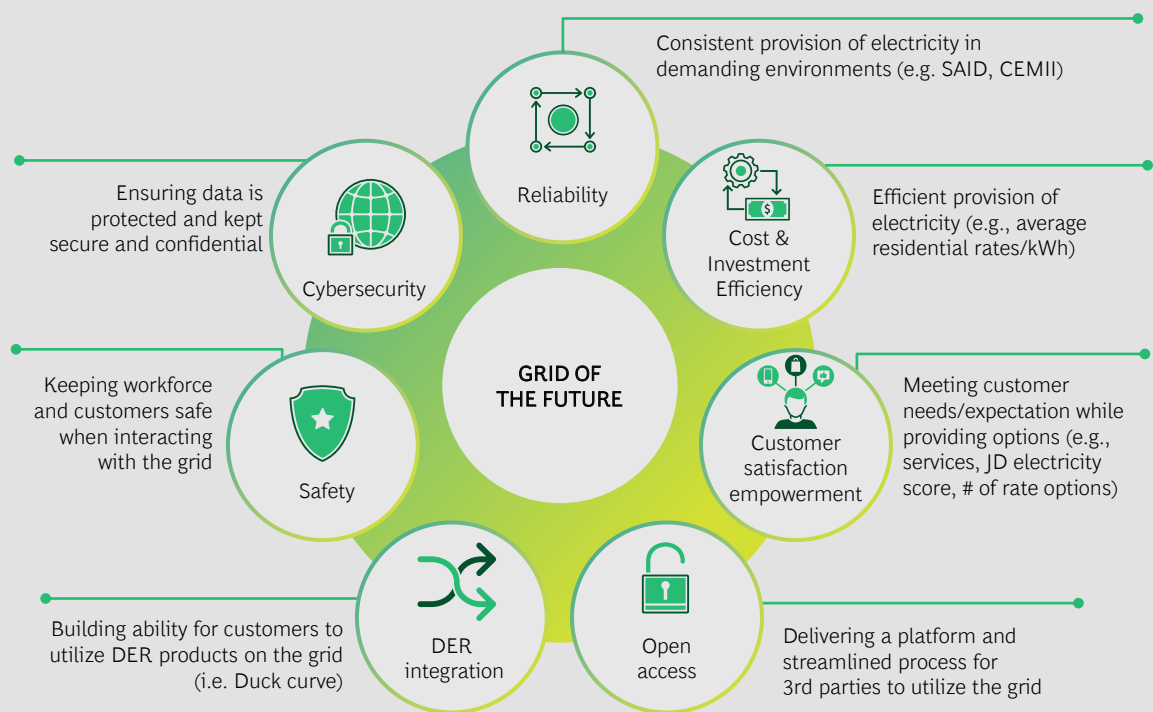 Consistent provision of electricity in
demanding environments (e.g. SAID, CEMII)
Reliability
Efficient provision of
electricity (e.g., average
residential rates/kWh)
Cost &
Investment
Efficiency
Meeting customer
needs/expectation while
providing options (e.g.,
services, JD electricity
score, # of rate options)
Customer
satisfaction
empowerment
Delivering a platform and
streamlined process for
3rd parties to utilize the grid
Open
access
Building ability for customers to
utilize DER products on the grid
(i.e. Duck curve)
DER
integration
Keeping workforce
and customers safe
when interacting
with the grid
Safety
Ensuring data is
protected and kept
secure and confidential
Cybersecurity
GRID OF
THE FUTURE
$